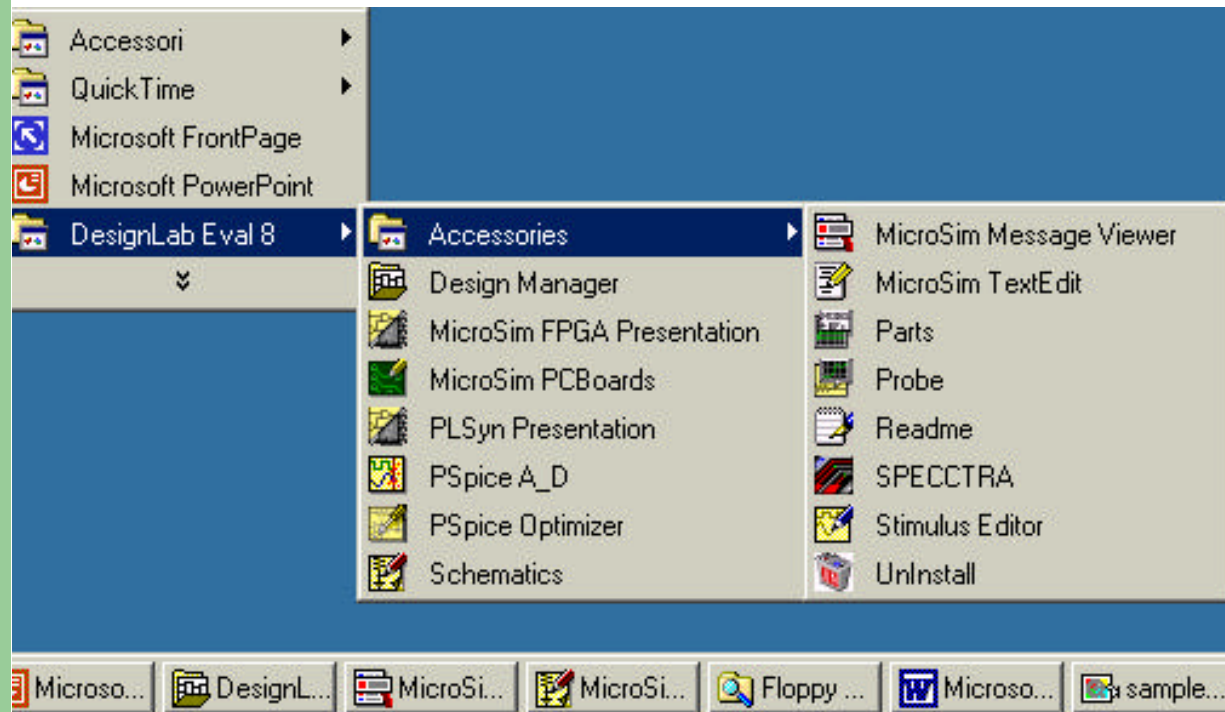 Accessori
QuickTime
Microsoft FrontPage
Microsoft PowerPoint
DesignLab Eval 8
Accessories
Design Manager
MicroSim FPGA Presentation
MicroSim PCBoards
PLSyn Presentation
PSpice A_D
PSpice Optimizer
Schematics
MicroSim Message Viewer
MicroSim TextEdit
Parts
Probe
Readme
SPECCTRA
Stimulus Editor
UnInstall
Microso... DesignL... MicroSi... MicroSi... Floppy ... Microso... sample...